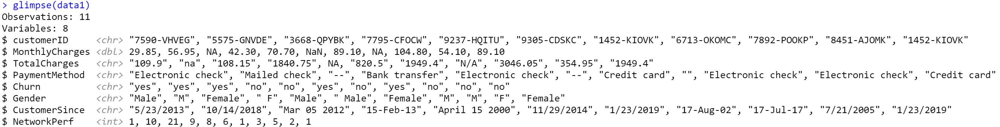 > glimpse(data1)
Observations: 11
Variables: 8
$ customerID     <chr> "7590-VHVEG", "5575-GNVDE", "3668-QPYBK", "7795-CFOCW", "9237-HQITU", "9305-CDSKC", "1452-KIOVK", "6713-OKOMC", "7892-POOKP", "8451-AJOMK", "1452-KIOVK"
$ MonthlyCharges <dbl> 29.85, 56.95, NA, 42.30, 70.70, NaN, 89.10, NA, 104.80, 54.10, 89.10
$ TotalCharges   <chr> "109.9", "na", "108.15", "1840.75", NA, "820.5", "1949.4", "N/A", "3046.05", "354.95", "1949.4"
$ PaymentMethod  <chr> "Electronic check", "Mailed check", "--", "Bank transfer", "Electronic check", "--", "Credit card", "", "Electronic check", "Electronic check", "Credit card"
$ Churn          <chr> "yes", "yes", "yes", "no", "no", "yes", "no", "yes", "no", "no", "no"
$ Gender         <chr> "Male", "M", "Female", " F", "Male", " Male", "Female", "M", "M", "F", "Female"
$ CustomerSince  <chr> "5/23/2013", "10/14/2018", "Mar 05 2012", "15-Feb-13", "April 15 2000", "11/29/2014", "1/23/2019", "17-Aug-02", "17-Jul-17", "7/21/2005", "1/23/2019"
$ NetworkPerf    <int> 1, 10, 21, 9, 8, 6, 1, 3, 5, 2, 1